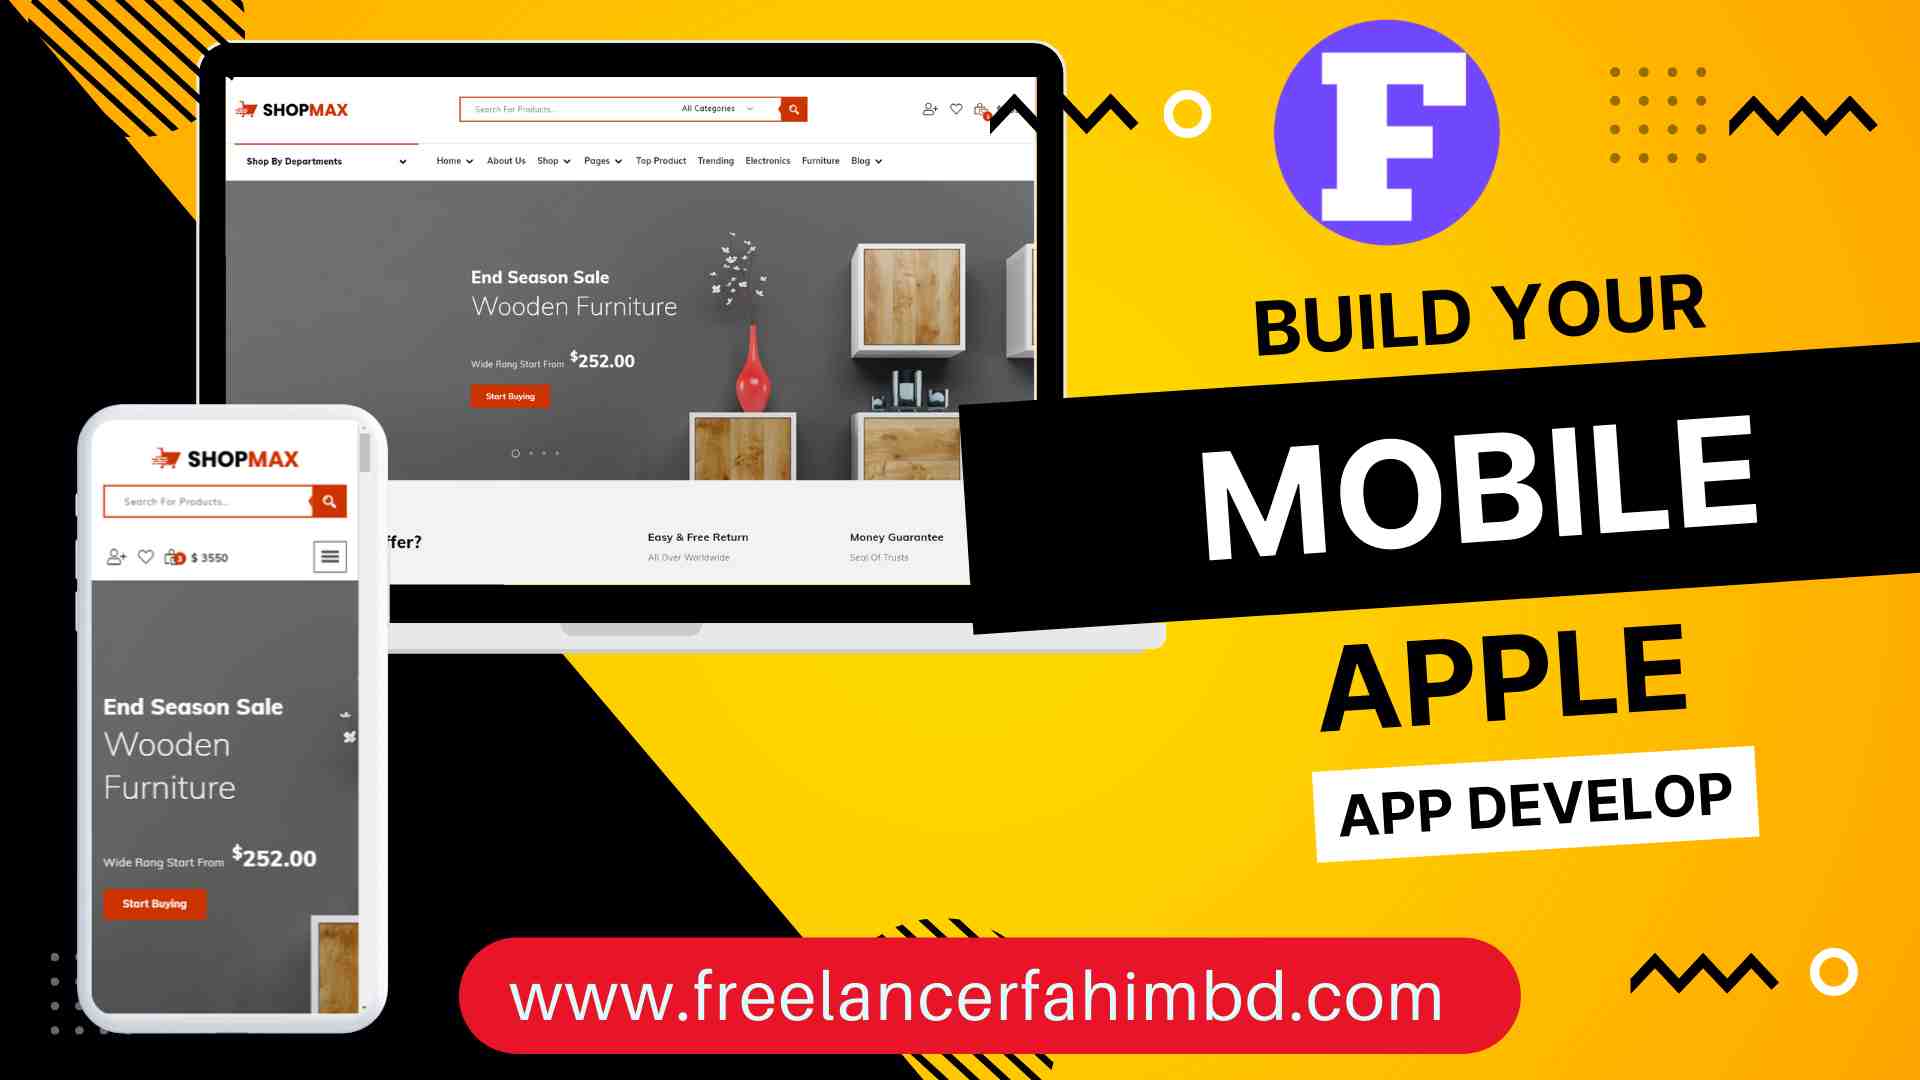 SHOPMAX
Search For Products...
All Categories
Shop By Departments
Home
About Us
Shop
Pages
Top Product
Trending
Electronics
Furniture
Blog
End Season Sale
Wooden Furniture
Wide Rang Start From $252.00
Start Buying
ffer?
Easy & Free Return
All Over Worldwide
Money Guarantee
Seal Of Trusts
SHOPMAX
Search For Products...
3
$ 3550
End Season Sale
Wooden
Furniture
Wide Rang Start From $252.00
Start Buying
F
BUILD YOUR
MOBILE
APPLE
APP DEVELOP
www.freelancerfahimbd.com